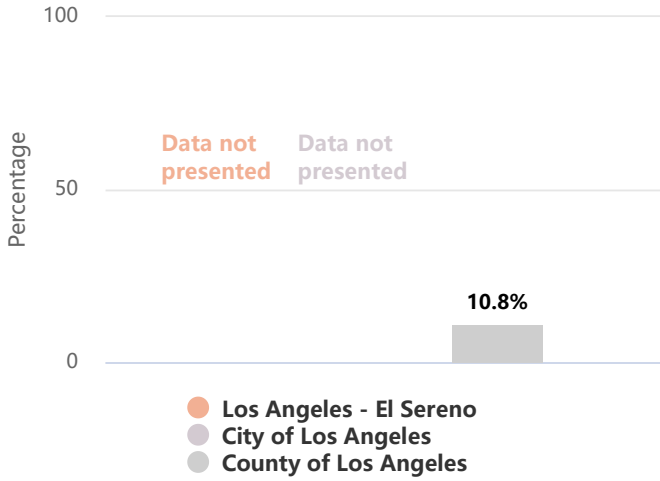 100
Percentage
Data not
presented
Data not
presented
50
10.8%
0
Los Angeles - El Sereno
City of Los Angeles
County of Los Angeles